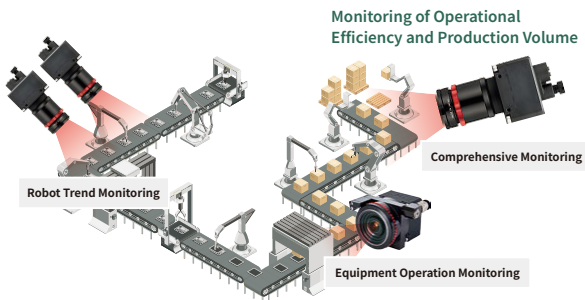 Monitoring of Operational
Efficiency and Production Volume
Comprehensive Monitoring
Robot Trend Monitoring
Equipment Operation Monitoring